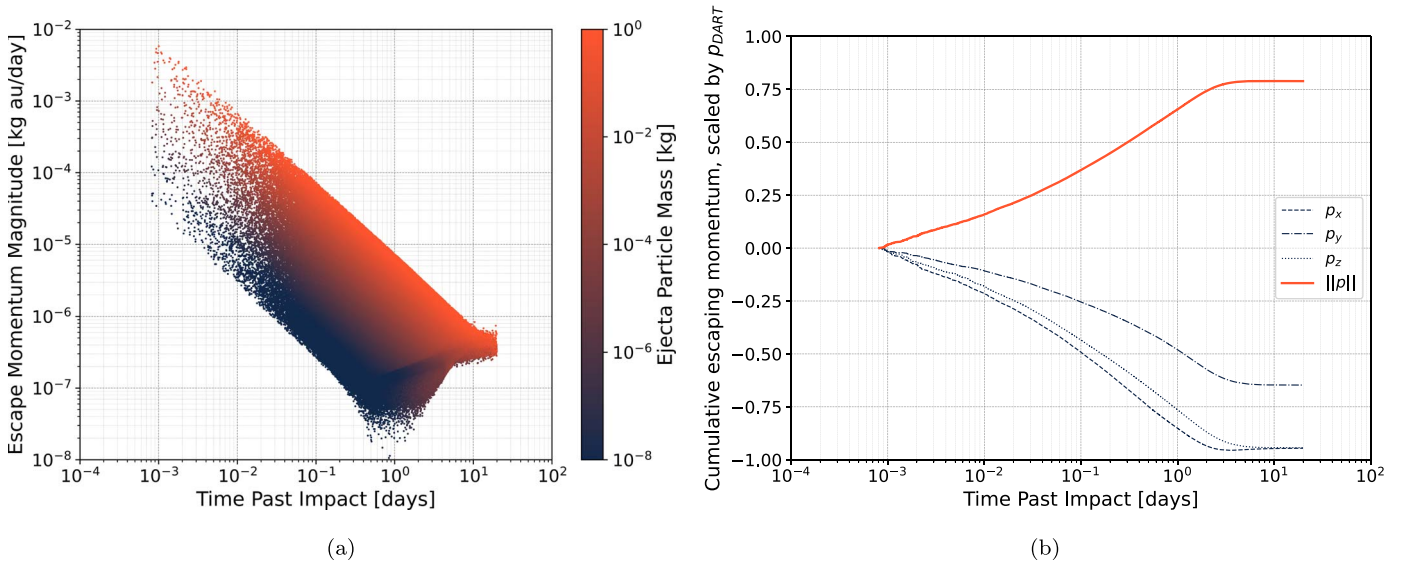 10^-2
10^-3
10^-4
10^-5
10^-6
10^-7
10^-8
Escape Momentum Magnitude [kg au/day]
10^-4 10^-3 10^-2 10^-1 10^0 10^1 10^2
Time Past Impact [days]
10^0
10^-2
10^-4
10^-6
10^-8
Ejecta Particle Mass [kg]
(a)
1.00
0.75
0.50
0.25
0.00
−0.25
−0.50
−0.75
−1.00
Cumulative escaping momentum, scaled by p_DART
p_x
p_y
p_z
||p||
10^-4 10^-3 10^-2 10^-1 10^0 10^1 10^2
Time Past Impact [days]
(b)